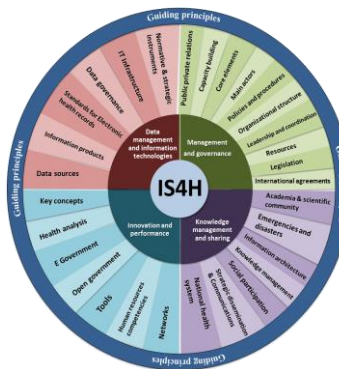 Guiding principles
Guiding principles
Guiding principles
Guiding principles
IS4H
Data management
and information
technologies
Normative & strategic
instruments
IT Infrastructure
Data governance
Standards for Electronic
health records
Information products
Data sources
Management
and governance
Public private relations
Capacity building
Core elements
Main actors
Policies and procedures
Organizational structure
Leadership and coordination
Resources
Legislation
International agreements
Knowledge
management
and sharing
Academia & scientific
community
Emergencies and
disasters
Information architecture
Knowledge management
Social participation
Strategic dissemination
& Communications
National health
system
Innovation and
performance
Key concepts
Health analysis
E Government
Open government
Tools
Human resources
competencies
Networks